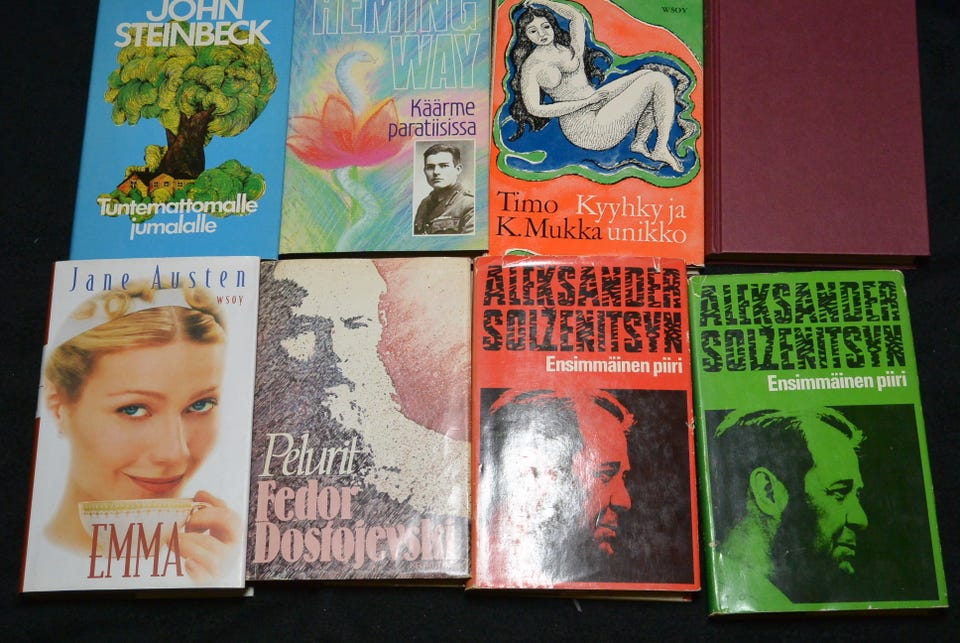 JOHN
STEINBECK
Tuntemattomalle
jumalalle
HEMING
WAY
Käärme
paratiisissa
WSOY
Timo
K. Mukka
Kyyhky ja
unikko
Jane Austen
WSOY
EMMA
Pelurit
Fedor
Dostojevski
ALEKSANDER
SOLZENITSYN
Ensimmäinen piiri
ALEKSANDER
SOLZENITSYN
Ensimmäinen piiri